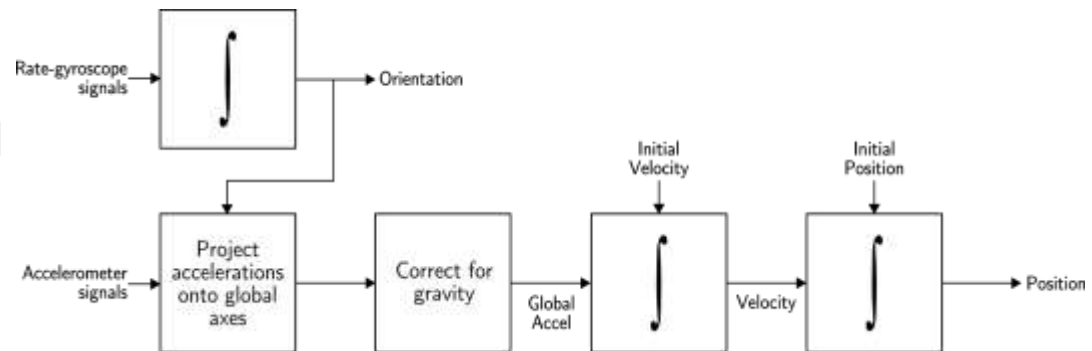 Rate-gyroscope
signals
∫
Orientation
Initial
Velocity
Initial
Position
Accelerometer
signals
Project
accelerations
onto global
axes
Correct for
gravity
Global
Accel
∫
Velocity
∫
Position